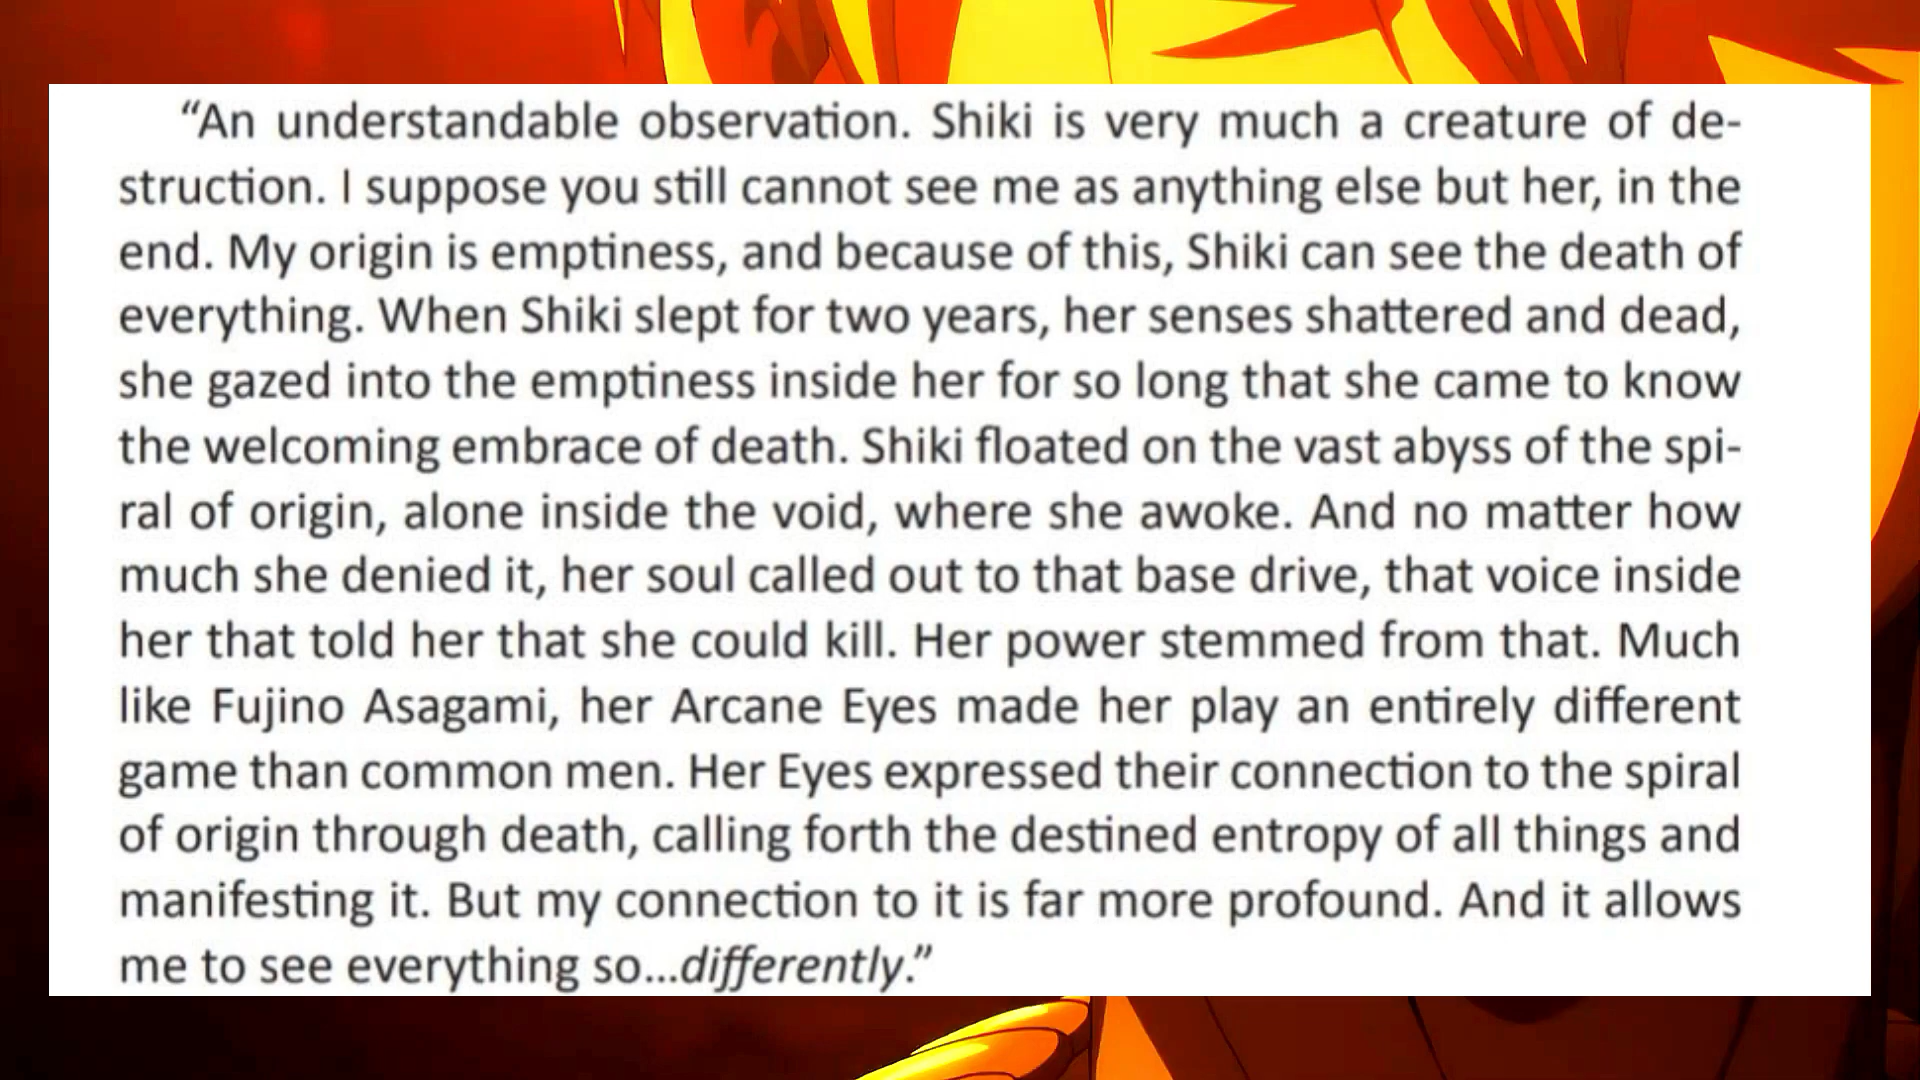 “An understandable observation. Shiki is very much a creature of de-
struction. I suppose you still cannot see me as anything else but her, in the
end. My origin is emptiness, and because of this, Shiki can see the death of
everything. When Shiki slept for two years, her senses shattered and dead,
she gazed into the emptiness inside her for so long that she came to know
the welcoming embrace of death. Shiki floated on the vast abyss of the spi-
ral of origin, alone inside the void, where she awoke. And no matter how
much she denied it, her soul called out to that base drive, that voice inside
her that told her that she could kill. Her power stemmed from that. Much
like Fujino Asagami, her Arcane Eyes made her play an entirely different
game than common men. Her Eyes expressed their connection to the spiral
of origin through death, calling forth the destined entropy of all things and
manifesting it. But my connection to it is far more profound. And it allows
me to see everything so...differently.”